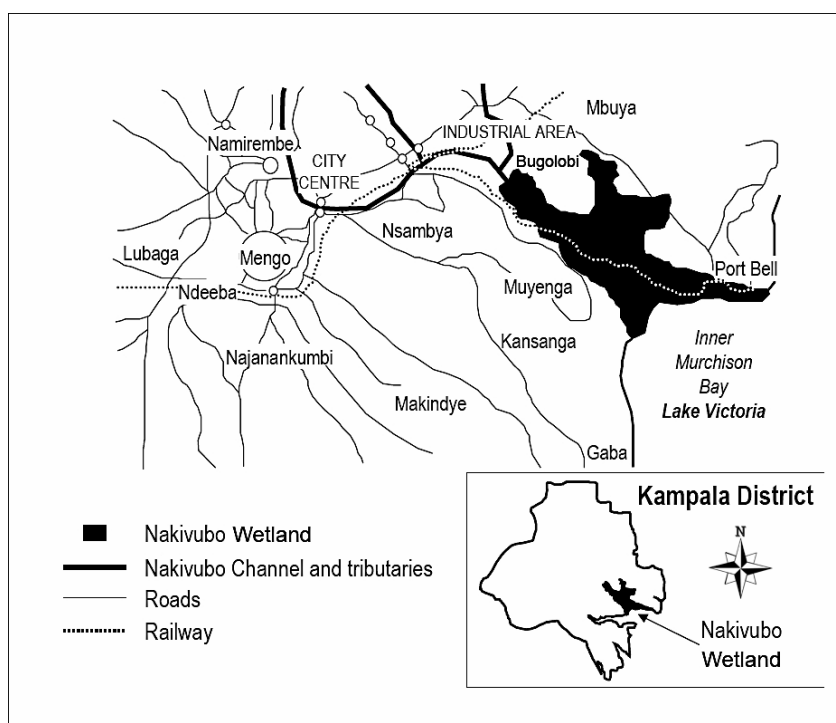 Mbuya
INDUSTRIAL AREA
Namirembe
CITY
CENTRE
Bugolobi
Nsambya
Lubaga
Mengo
Port Bell
Ndeeba
Muyenga
Kansanga
Inner
Murchison
Bay
Lake Victoria
Najanankumbi
Makindye
Gaba
Kampala District
N
Nakivubo
Wetland
Nakivubo Wetland
Nakivubo Channel and tributaries
Roads
Railway